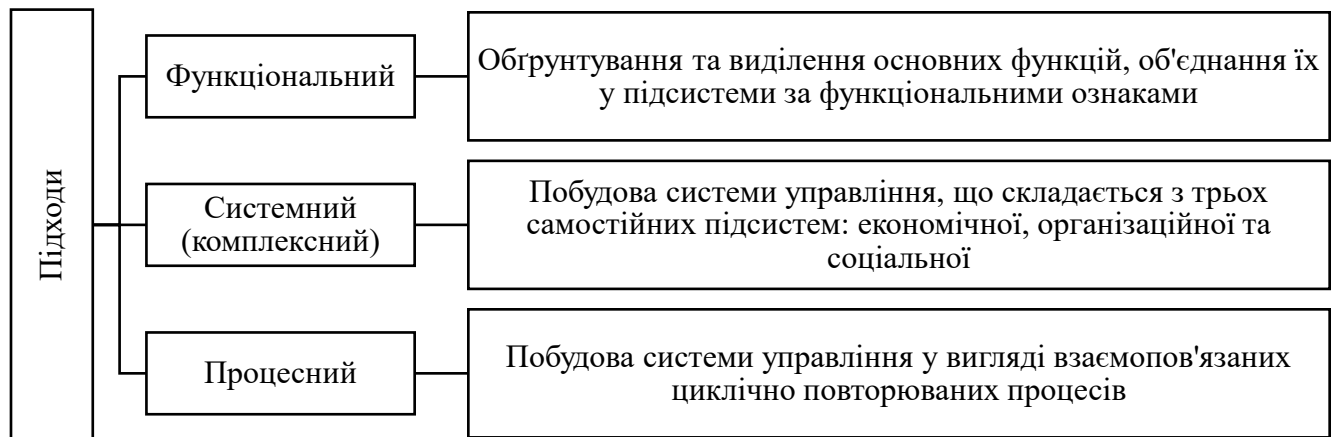 Підходи
Функціональний
Обґрунтування та виділення основних функцій, об'єднання їх
у підсистеми за функціональними ознаками
Системний
(комплексний)
Побудова системи управління, що складається з трьох
самостійних підсистем: економічної, організаційної та
соціальної
Процесний
Побудова системи управління у вигляді взаємопов'язаних
циклічно повторюваних процесів